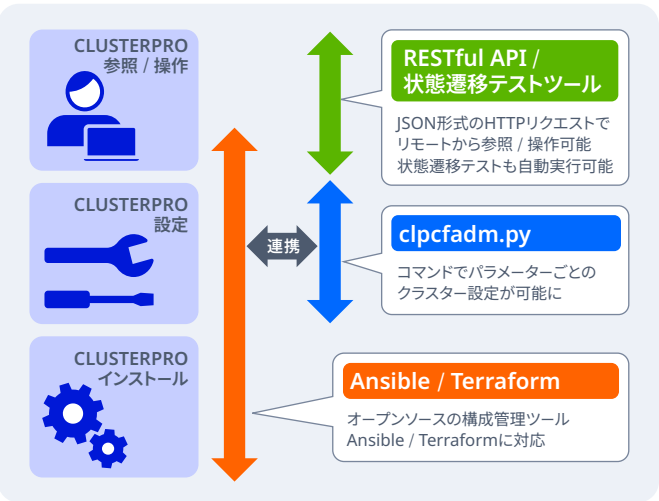 CLUSTERPRO
参照 / 操作
RESTful API /
状態遷移テストツール
JSON形式のHTTPリクエストで
リモートから参照 / 操作可能
状態遷移テストも自動実行可能
CLUSTERPRO
設定
連携
clpcfadm.py
コマンドでパラメーターごとの
クラスター設定が可能に
CLUSTERPRO
インストール
Ansible / Terraform
オープンソースの構成管理ツール
Ansible / Terraformに対応